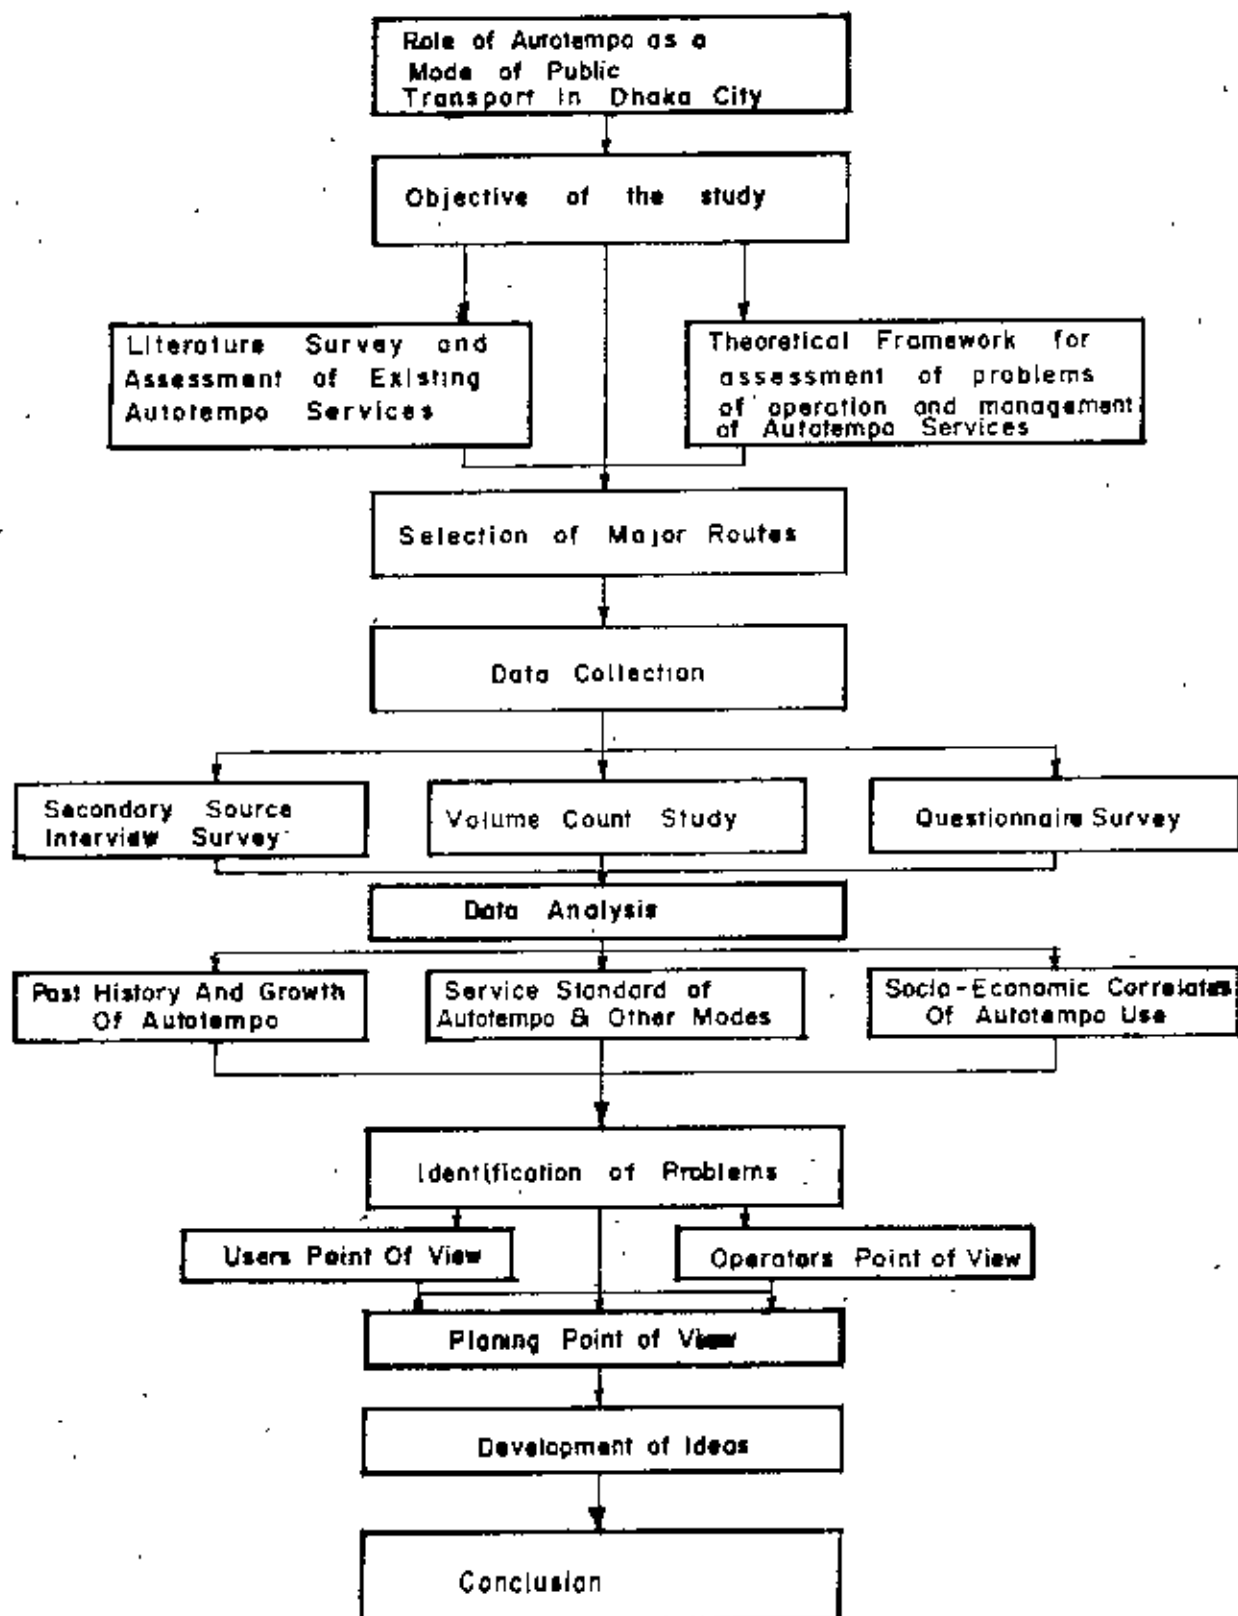 Role of Autotempo as a
Mode of Public
Transport In Dhaka City
Objective of the study
Literature Survey and
Assessment of Existing
Autotempo Services
Theoretical Framework for
assessment of problems
of operation and management
of Autotempo Services
Selection of Major Routes
Data Collection
Secondary Source
Interview Survey
Volume Count Study
Questionnaire Survey
Data Analysis
Past History And Growth
Of Autotempo
Service Standard of
Autotempo & Other Modes
Socio-Economic Correlates
Of Autotempo Use
Identification of Problems
Users Point Of View
Operators Point of View
Planing Point of View
Development of Ideas
Conclusion